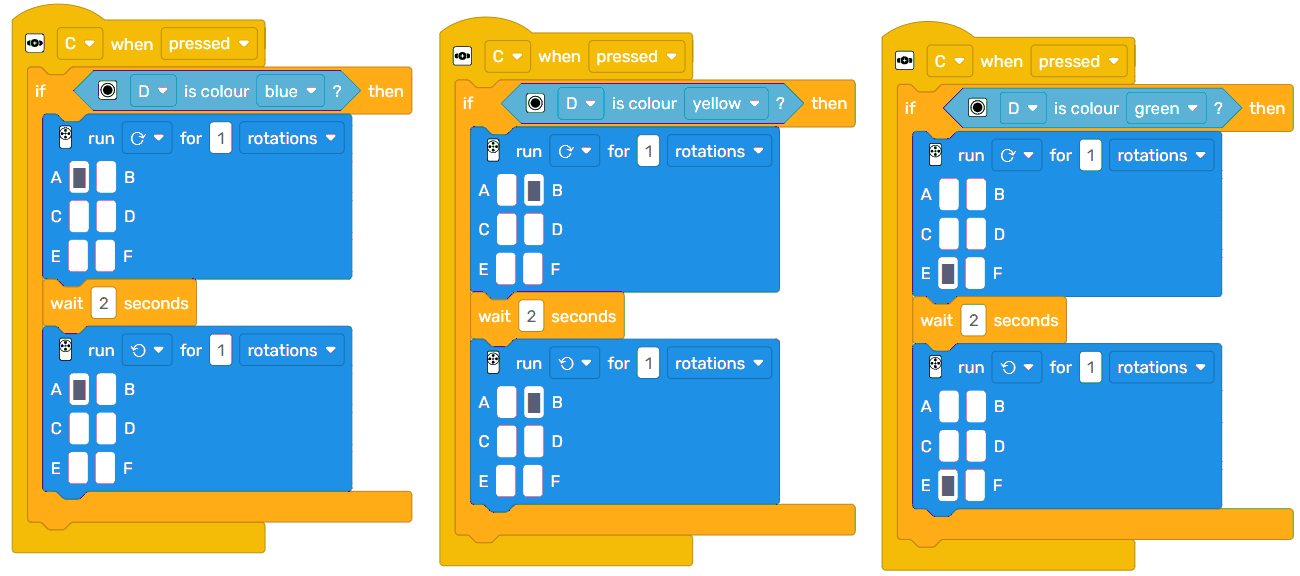 C when pressed
if D is colour blue ? then
run for 1 rotations
A B
C D
E F
wait 2 seconds
run for 1 rotations
A B
C D
E F
C when pressed
if D is colour yellow ? then
run for 1 rotations
A B
C D
E F
wait 2 seconds
run for 1 rotations
A B
C D
E F
C when pressed
if D is colour green ? then
run for 1 rotations
A B
C D
E F
wait 2 seconds
run for 1 rotations
A B
C D
E F